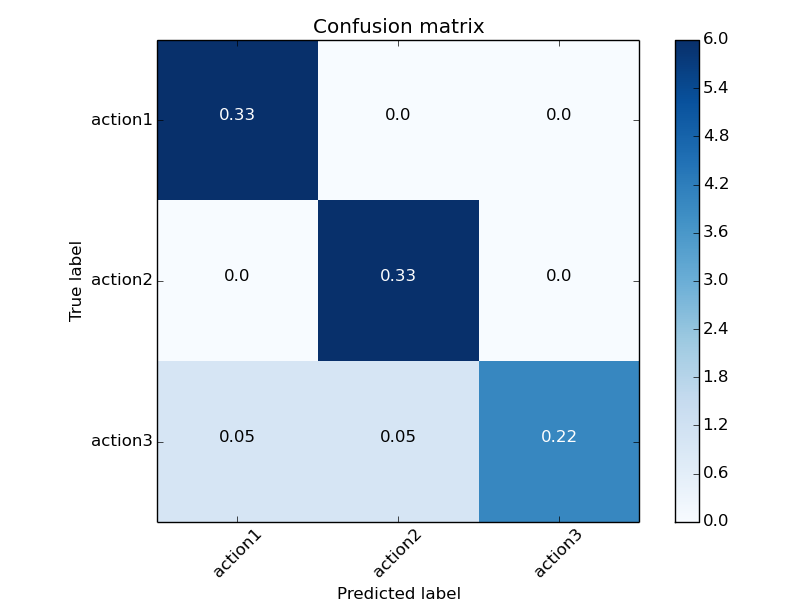 Confusion matrix
action1
0.33
0.0
0.0
action2
0.0
0.33
0.0
action3
0.05
0.05
0.22
True label
action1
action2
action3
Predicted label
6.0
5.4
4.8
4.2
3.6
3.0
2.4
1.8
1.2
0.6
0.0